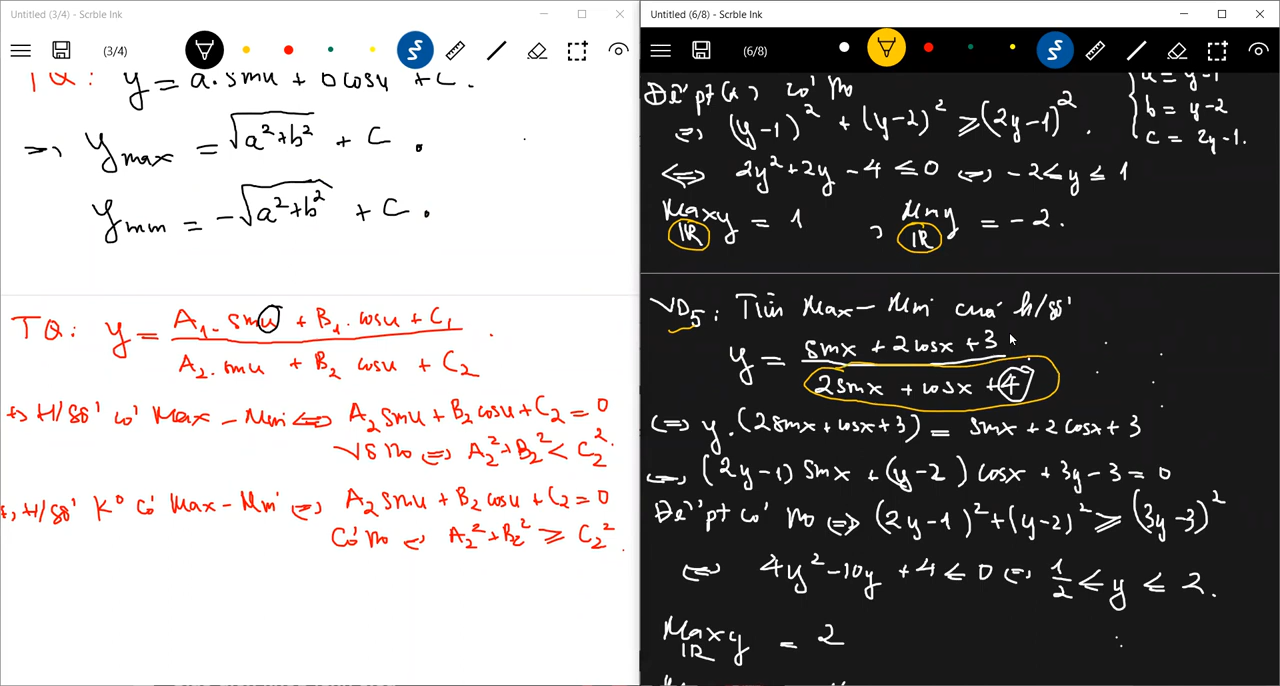 Untitled (3/4) - Scrble Ink
(3/4)
TQ: y = a.sinu + b cosu + C.
=> y max = √a²+b² + C.
y min = -√a²+b² + C.
TQ: y = A₁.sinu + B₁.cosu + C₁ / A₂.sinu + B₂ cosu + C₂
H/số có Max - Min <=> A₂sinu + B₂cosu + C₂ = 0
VS no <=> A₂² + B₂² < C₂².
H/số K° Có Max - Min <=> A₂sinu + B₂cosu + C₂ = 0
Có no <=> A₂² + B₂² ≥ C₂².
Untitled (6/8) - Scrble Ink
(6/8)
a = y-1
Để pt(*) có no
b = y-2
<=> (y-1)² + (y-2)² ≥ (2y-1)².
c = 2y-1.
<=> 2y² + 2y - 4 ≤ 0 <=> -2 ≤ y ≤ 1
Max y = 1 , Min y = -2.
IR IR
VD5: Tìm Max - Min của h/số
y = sinx + 2cosx + 3 / 2sinx + cosx + 4
<=> y.(2sinx + cosx + 3) = sinx + 2cosx + 3
<=> (2y-1) Sinx + (y-2) cosx + 3y - 3 = 0
Để pt có no <=> (2y-1)² + (y-2)² ≥ (3y-3)²
<=> 4y² - 10y + 4 ≤ 0 <=> 1/2 ≤ y ≤ 2.
Max y = 2
IR